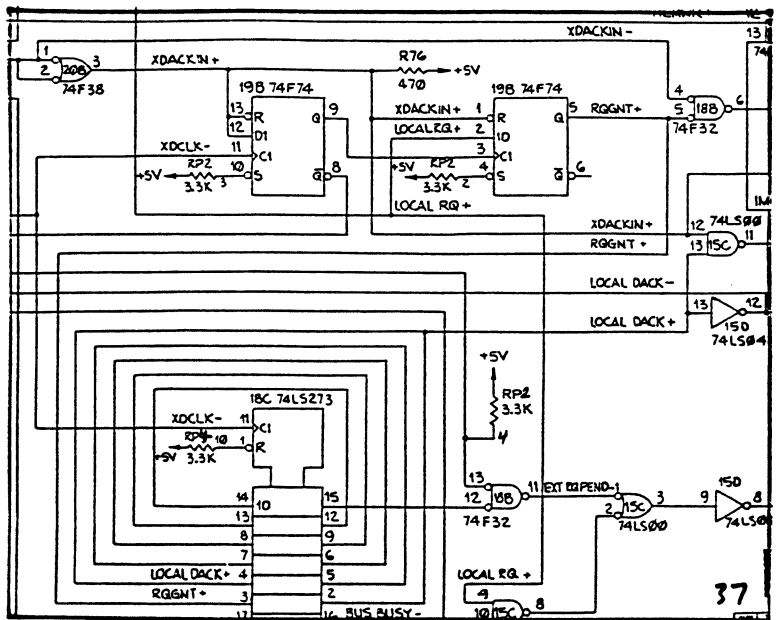 XDACKIN-
13
1
2
20B
3
74F38
XDACKIN+
R76
470
+5V
19B 74F74
13 R
12 D1
XDCLK- 11 C1
+5V RP2 10 S
3.3K 3
Q 9
Q 8
19B 74F74
XDACKIN+ 1 R
LOCAL RQ+ 2 1D
3 C1
+5V RP2 4 S
3.3K 2
Q 5
Q 6
RQGNT+
4
5
18B
6
74F32
LOCAL RQ +
XDACKIN+ 12
RQGNT + 13
74LS00
15C
11
LOCAL DACK-
LOCAL DACK+
13
12
15D
74LS04
+5V
RP2
3.3K
4
18C 74LS273
XDCLK- 11 C1
10 1 R
+5V 3.3K
14 1D 15
13 12
8 9
7 6
LOCAL DACK+ 4 5
RQGNT+ 3 2
17 16 BUS BUSY-
13
12
18B
11
74F32
EXT RQPEND-
1
2
15C
3
74LS00
9
15D
8
LOCAL RQ +
9
10
15C
8
37